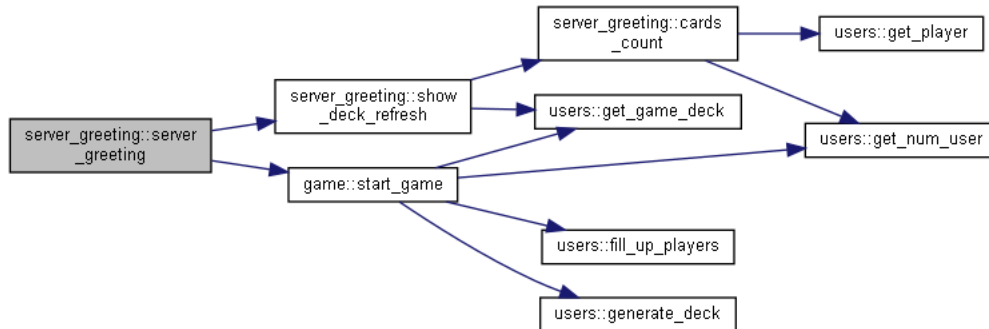 server_greeting::cards
_count
users::get_player
server_greeting::show
_deck_refresh
users::get_game_deck
server_greeting::server
_greeting
users::get_num_user
game::start_game
users::fill_up_players
users::generate_deck